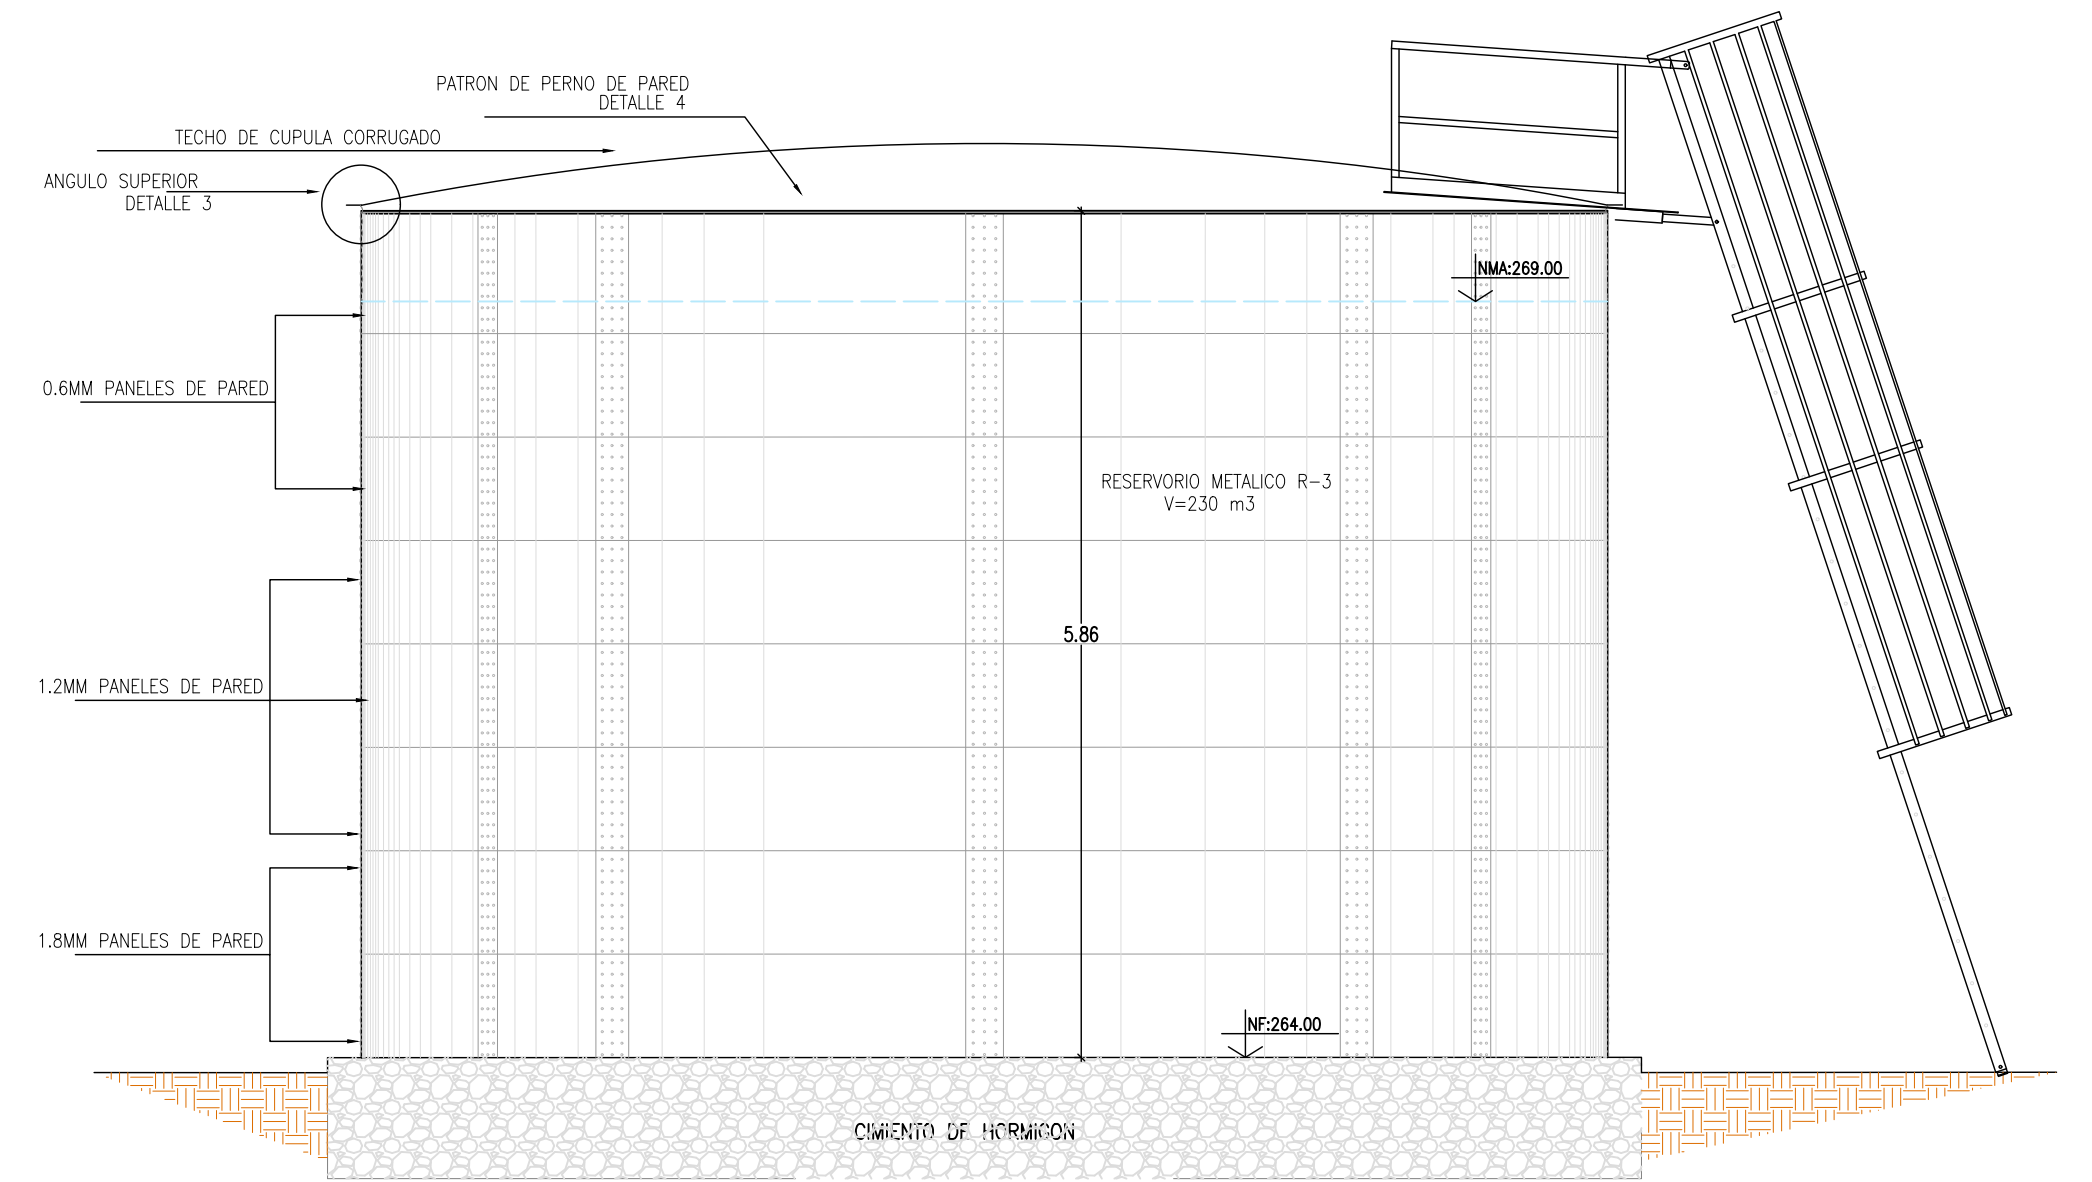 PATRON DE PERNO DE PARED
DETALLE 4
TECHO DE CUPULA CORRUGADO
ANGULO SUPERIOR
DETALLE 3
NMA:269.00
0.6MM PANELES DE PARED
RESERVORIO METALICO R-3
V=230 m3
5.86
1.2MM PANELES DE PARED
1.8MM PANELES DE PARED
NF:264.00
CIMIENTO DE HORMIGON